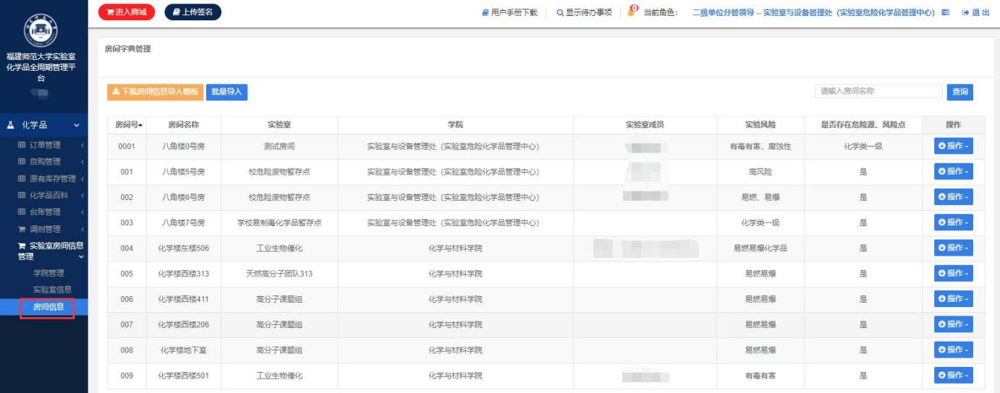 进入商城 上传签名 用户手册下载 显示待办事项 0 当前角色： 二级单位分管领导 -- 实验室与设备管理处（实验室危险化学品管理中心） 退出
福建师范大学实验室
化学品全周期管理平
台
化学品
订单管理
自购管理
原有库存管理
化学品百科
台账管理
调剂管理
实验室房间信息
管理
学院管理
实验室信息
房间信息
房间字典管理
下载房间信息导入模板 批量导入 请输入房间名称 查询
房间号 房间名称 实验室 学院 实验室成员 实验风险 是否存在危险源、风险点 操作
0001 八角楼0号房 测试房间 实验室与设备管理处（实验室危险化学品管理中心） 有毒有害、腐蚀性 化学类一级 操作
001 八角楼5号房 校危险废物暂存点 实验室与设备管理处（实验室危险化学品管理中心） 高风险 是 操作
002 八角楼6号房 校危险废物暂存点 实验室与设备管理处（实验室危险化学品管理中心） 易燃、易爆 是 操作
003 八角楼7号房 学校易制毒化学品暂存点 实验室与设备管理处（实验室危险化学品管理中心） 化学类一级 是 操作
004 化学楼东楼506 工业生物催化 化学与材料学院 易燃易爆化学品 是 操作
005 化学楼西楼313 天然高分子团队313 化学与材料学院 易燃易爆 是 操作
006 化学楼西楼411 高分子课题组 化学与材料学院 易燃易爆 是 操作
007 化学楼西楼206 高分子课题组 化学与材料学院 易燃易爆 是 操作
008 化学楼地下室 高分子课题组 化学与材料学院 易燃易爆 是 操作
009 化学楼西楼501 工业生物催化 化学与材料学院 有毒有害 是 操作